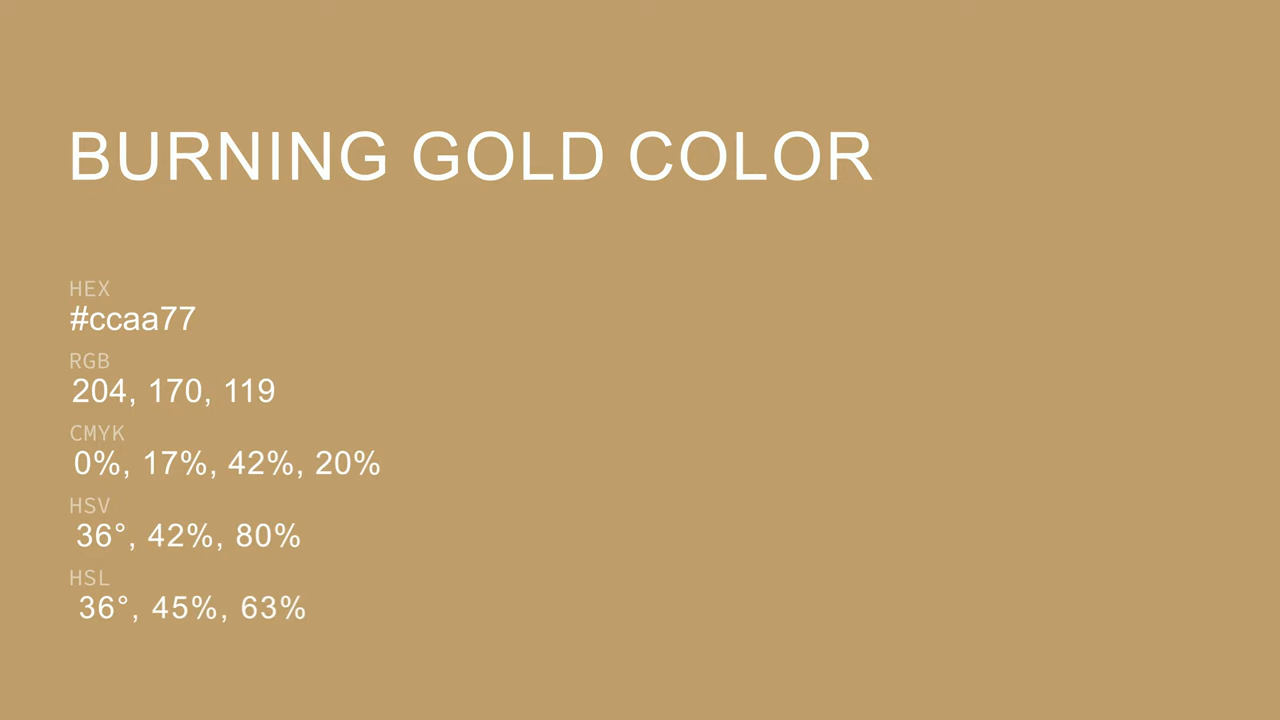 BURNING GOLD COLOR
HEX
#ccaa77
RGB
204, 170, 119
CMYK
0%, 17%, 42%, 20%
HSV
36°, 42%, 80%
HSL
36°, 45%, 63%